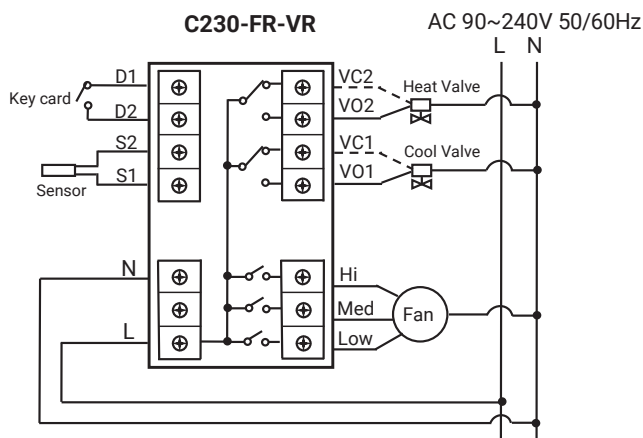 C230-FR-VR
AC 90~240V 50/60Hz
L N
D1
Key card
D2
S2
Sensor
S1
VC2
Heat Valve
VO2
VC1
Cool Valve
VO1
N
L
Hi
Med
Low
Fan